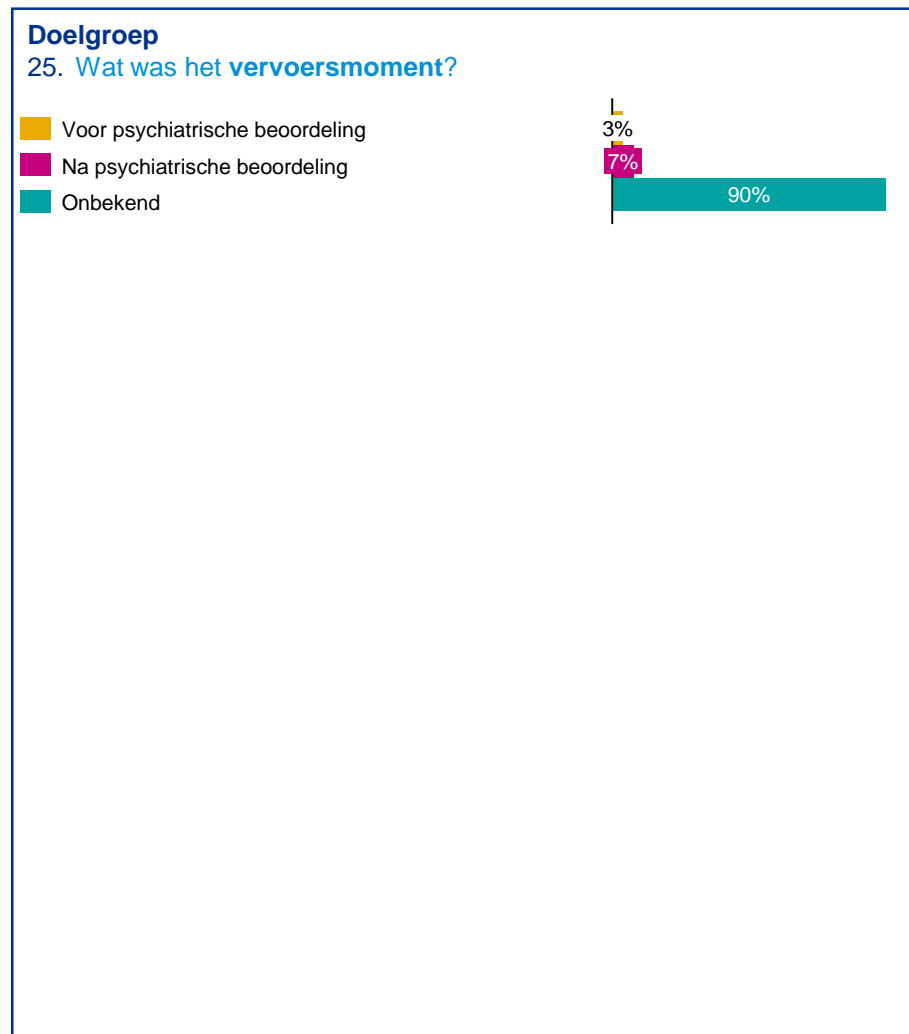 Doelgroep
25. Wat was het vervoersmoment?
Voor psychiatrische beoordeling 3%
Na psychiatrische beoordeling 7%
Onbekend 90%